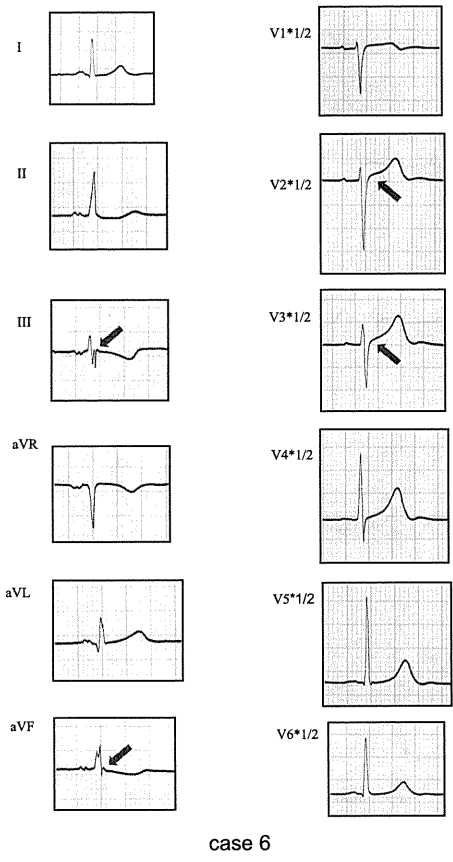 I
II
III
aVR
aVL
aVF
V1*1/2
V2*1/2
V3*1/2
V4*1/2
V5*1/2
V6*1/2
case 6